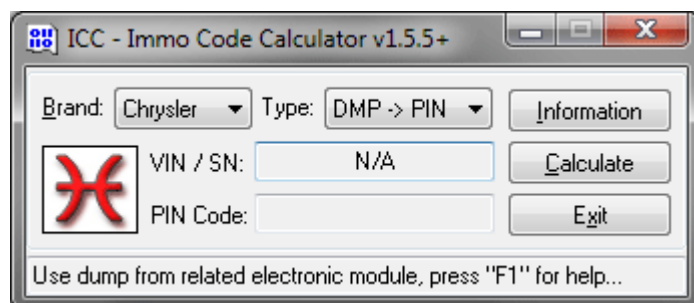 ICC - Immo Code Calculator v1.5.5+
Brand: Chrysler Type: DMP -> PIN Information
VIN / SN: N/A Calculate
PIN Code: Exit
Use dump from related electronic module, press "F1" for help...